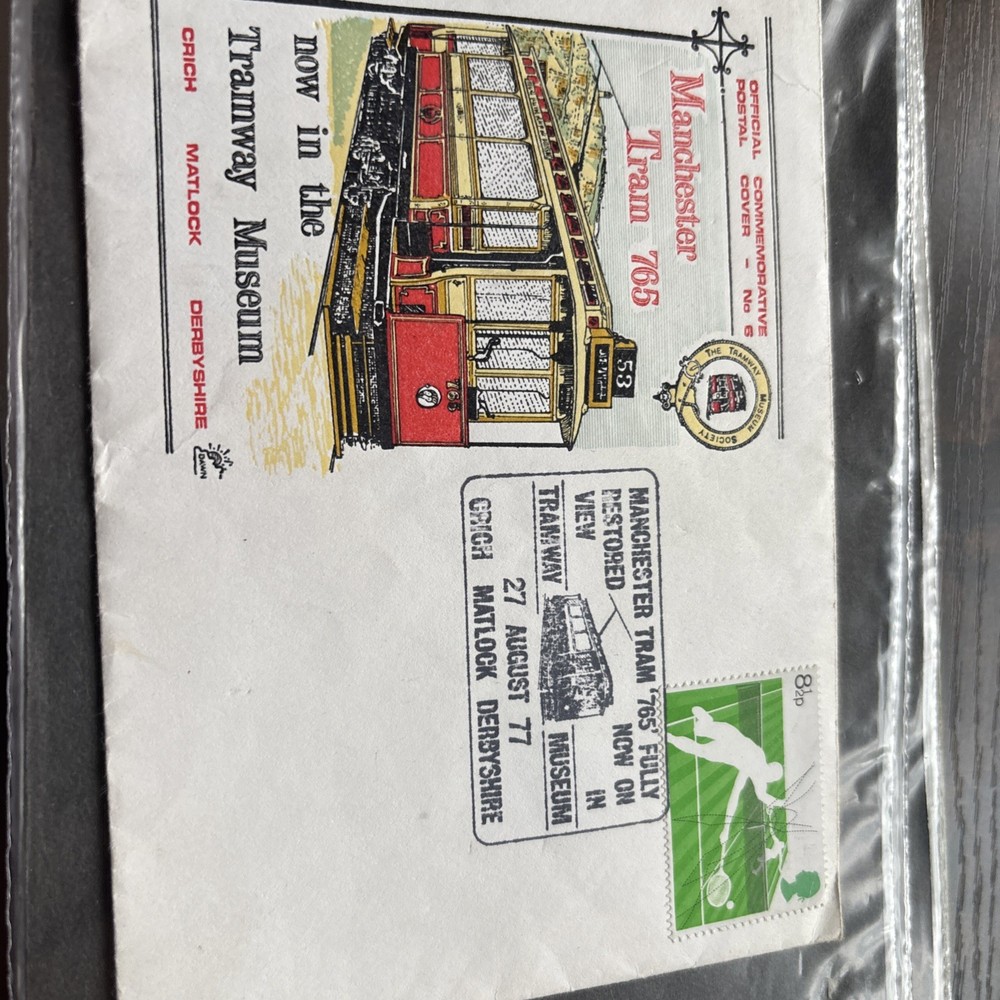 OFFICIAL COMMEMORATIVE
POSTAL COVER - No 6
Manchester
Tram 765
THE TRAMWAY MUSEUM SOCIETY
53
765
now in the
Tramway Museum
CRICH MATLOCK DERBYSHIRE
DAWN
8½p
MANCHESTER TRAM '765' FULLY
RESTORED NOW ON
VIEW IN
TRAMWAY MUSEUM
27 AUGUST 77
CRICH MATLOCK DERBYSHIRE